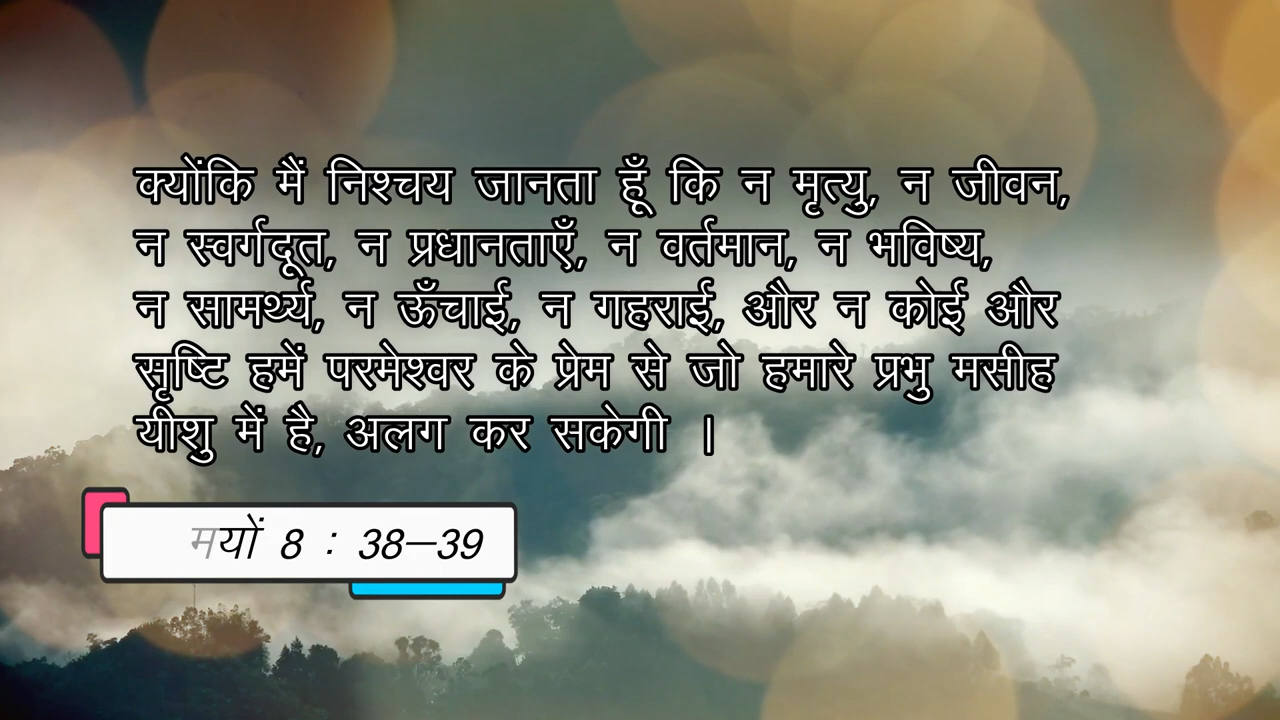 क्योंकि मैं निश्चय जानता हूँ कि न मृत्यु, न जीवन,
न स्वर्गदूत, न प्रधानताएँ, न वर्तमान, न भविष्य,
न सामर्थ्य, न ऊँचाई, न गहराई, और न कोई और
सृष्टि हमें परमेश्वर के प्रेम से जो हमारे प्रभु मसीह
यीशु में है, अलग कर सकेगी |
मयों 8 : 38–39